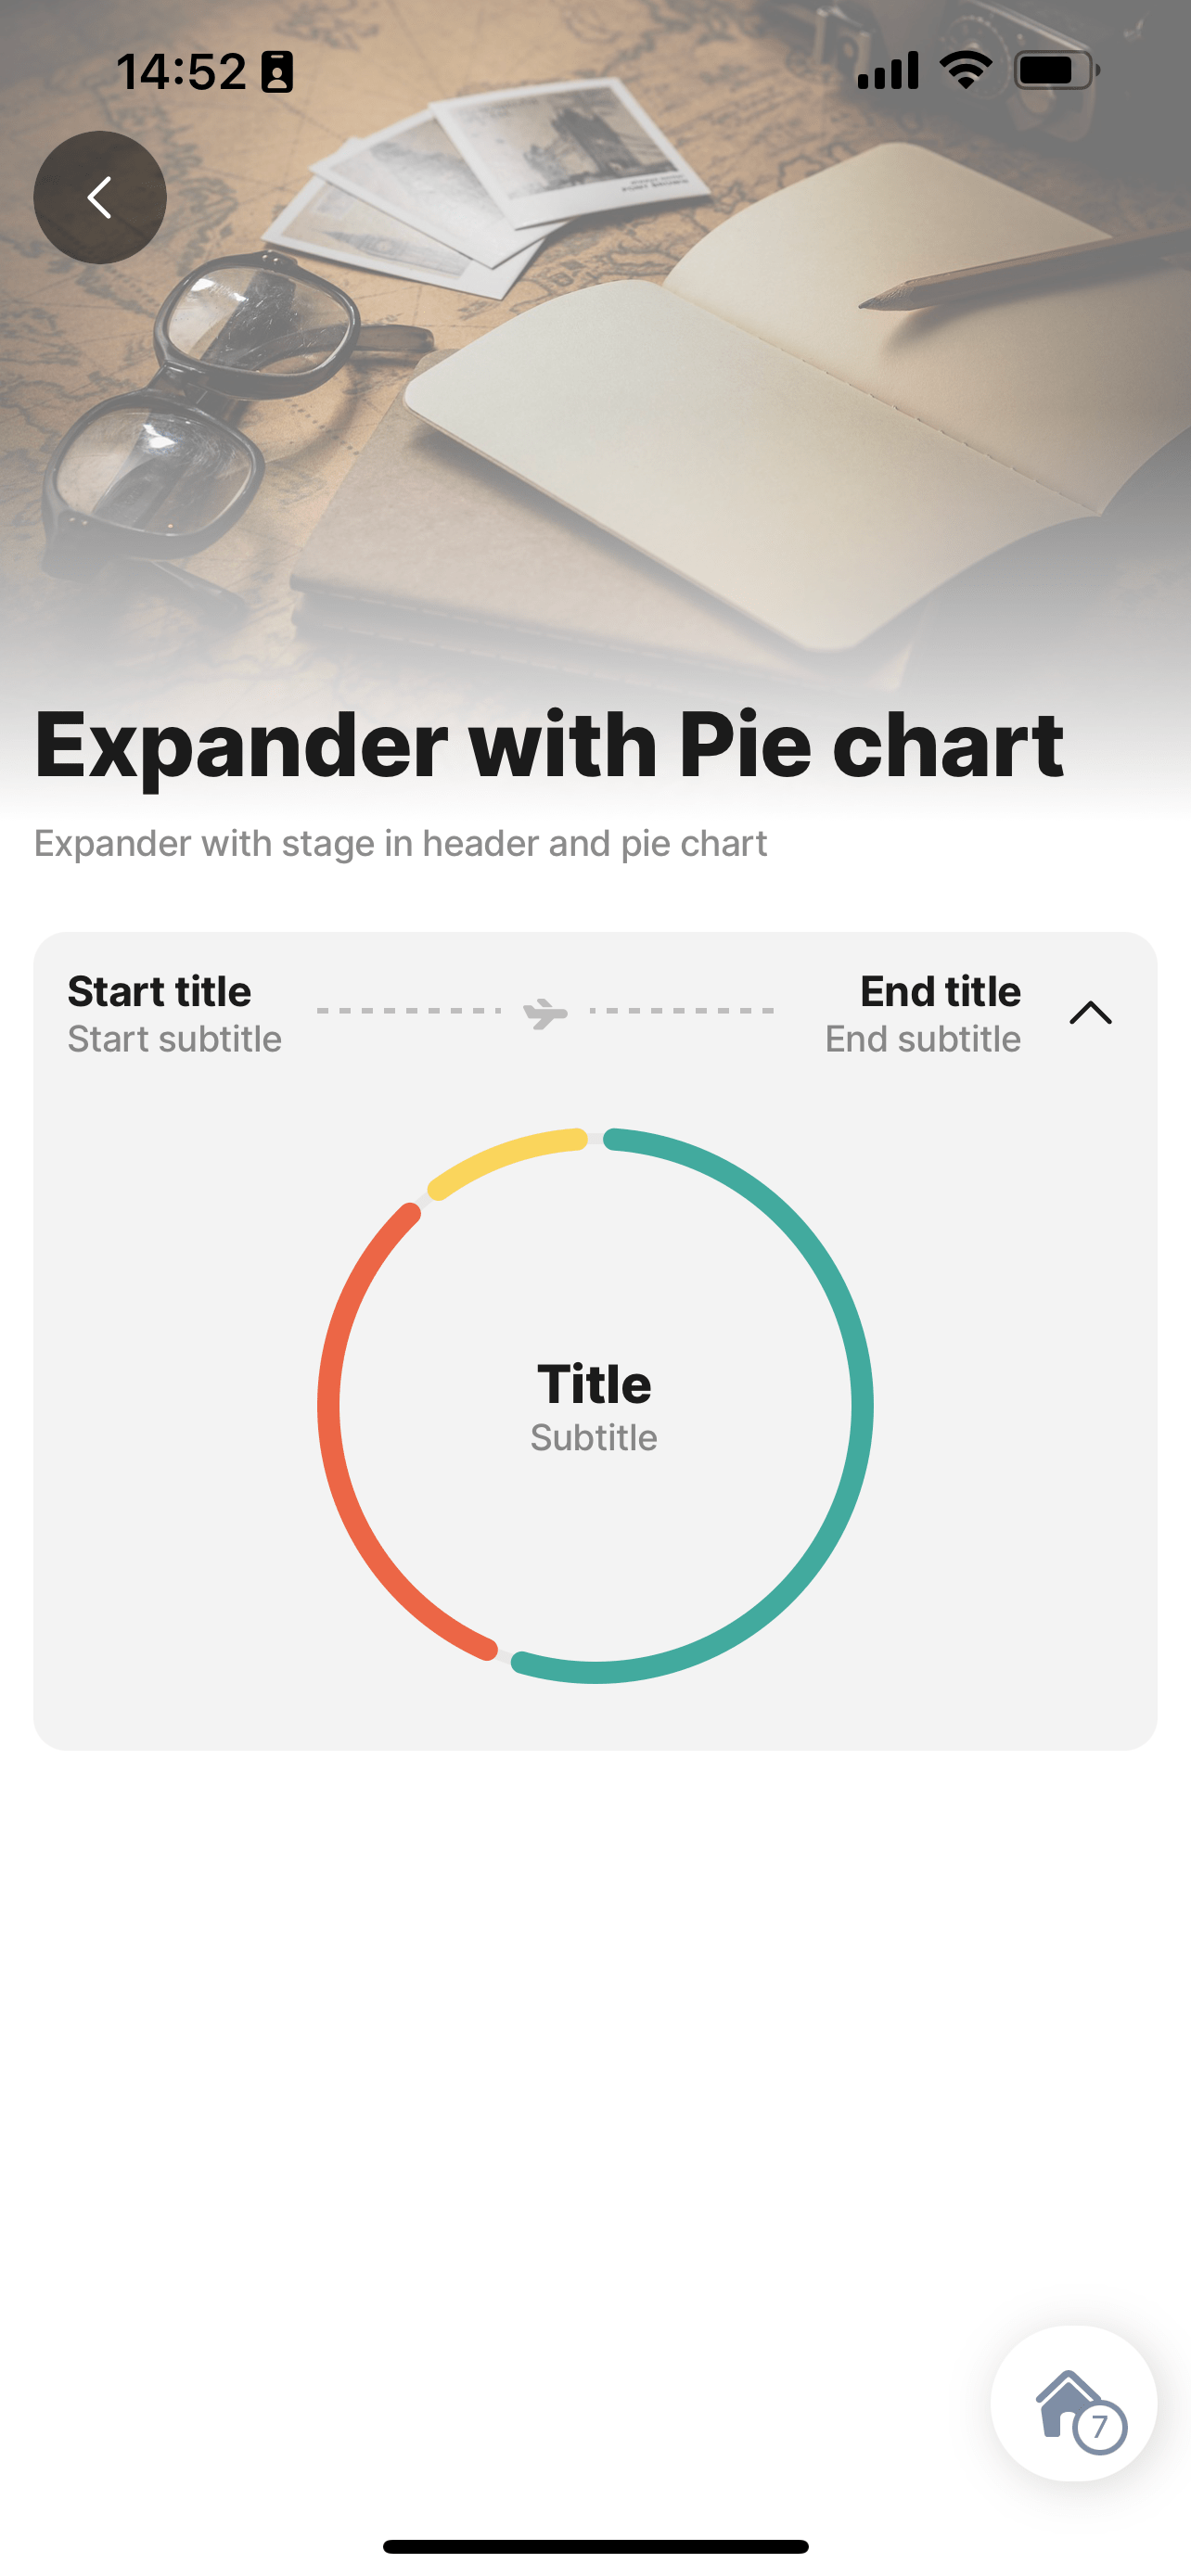 14:52
Expander with Pie chart
Expander with stage in header and pie chart
Start title
Start subtitle
End title
End subtitle
Title
Subtitle
7